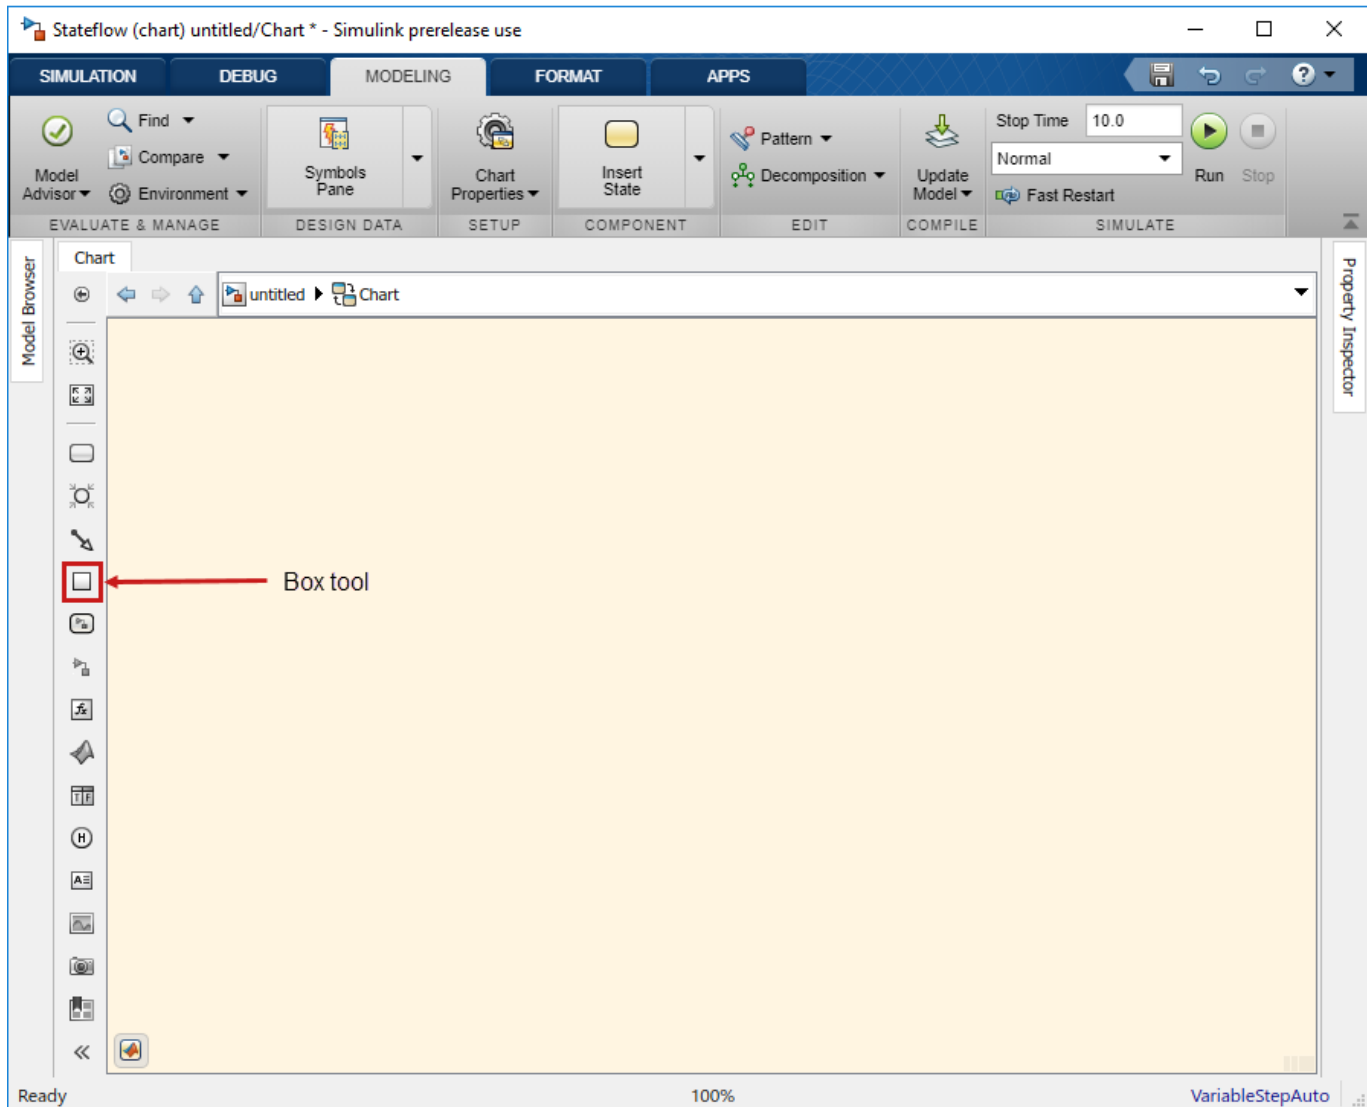 Stateflow (chart) untitled/Chart * - Simulink prerelease use
SIMULATION DEBUG MODELING FORMAT APPS
Find
Compare
Environment
Model
Advisor
Symbols
Pane
Chart
Properties
Insert
State
Pattern
Decomposition
Update
Model
Stop Time 10.0
Normal
Fast Restart
Run Stop
EVALUATE & MANAGE DESIGN DATA SETUP COMPONENT EDIT COMPILE SIMULATE
Model Browser
Chart
untitled Chart
Property Inspector
Box tool
fx
T F
H
A
Ready 100% VariableStepAuto